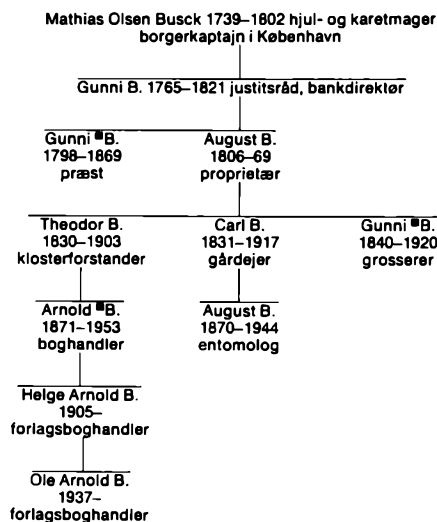 Mathias Olsen Busck 1739–1802 hjul- og karetmager
borgerkaptajn i København
Gunni B. 1765–1821 justitsråd, bankdirektør
Gunni ■B.
1798–1869
præst
August B.
1806–69
proprietær
Theodor B.
1830–1903
klosterforstander
Carl B.
1831–1917
gårdejer
Gunni ■B.
1840–1920
grosserer
Arnold ■B.
1871–1953
boghandler
August B.
1870–1944
entomolog
Helge Arnold B.
1905–
forlagsboghandler
Ole Arnold B.
1937–
forlagsboghandler